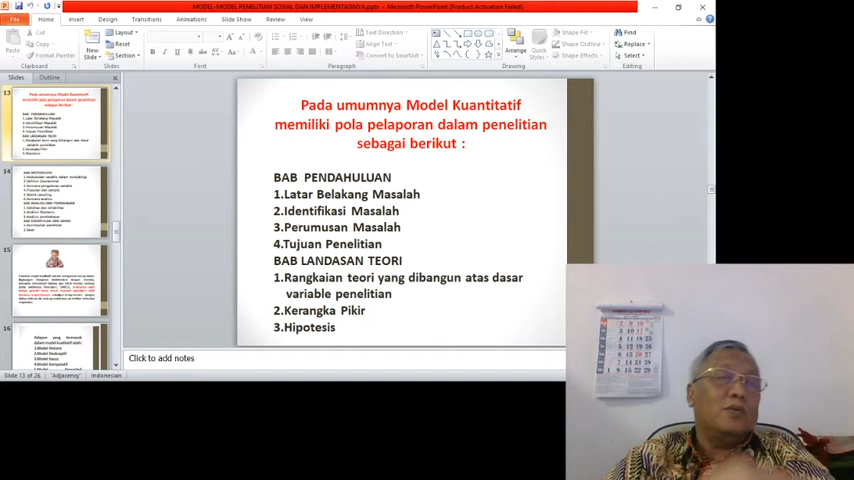 MODEL-MODEL PENELITIAN SOSIAL DAN IMPLEMENTASINYA.pptx - Microsoft PowerPoint (Product Activation Failed)
File Home Insert Design Transitions Animations Slide Show Review View
Paste
Cut
Copy
Format Painter
Clipboard
New
Slide
Layout
Reset
Section
Slides
Font
Text Direction
Align Text
Convert to SmartArt
Paragraph
Arrange
Quick
Styles
Shape Fill
Shape Outline
Shape Effects
Drawing
Find
Replace
Select
Editing
Slides Outline
13
14
15
16
Pada umumnya Model Kuantitatif
memiliki pola pelaporan dalam penelitian
sebagai berikut :
BAB PENDAHULUAN
1.Latar Belakang Masalah
2.Identifikasi Masalah
3.Perumusan Masalah
4.Tujuan Penelitian
BAB LANDASAN TEORI
1.Rangkaian teori yang dibangun atas dasar
variable penelitian
2.Kerangka Pikir
3.Hipotesis
Click to add notes
Slide 13 of 26 "Adjacency" Indonesian